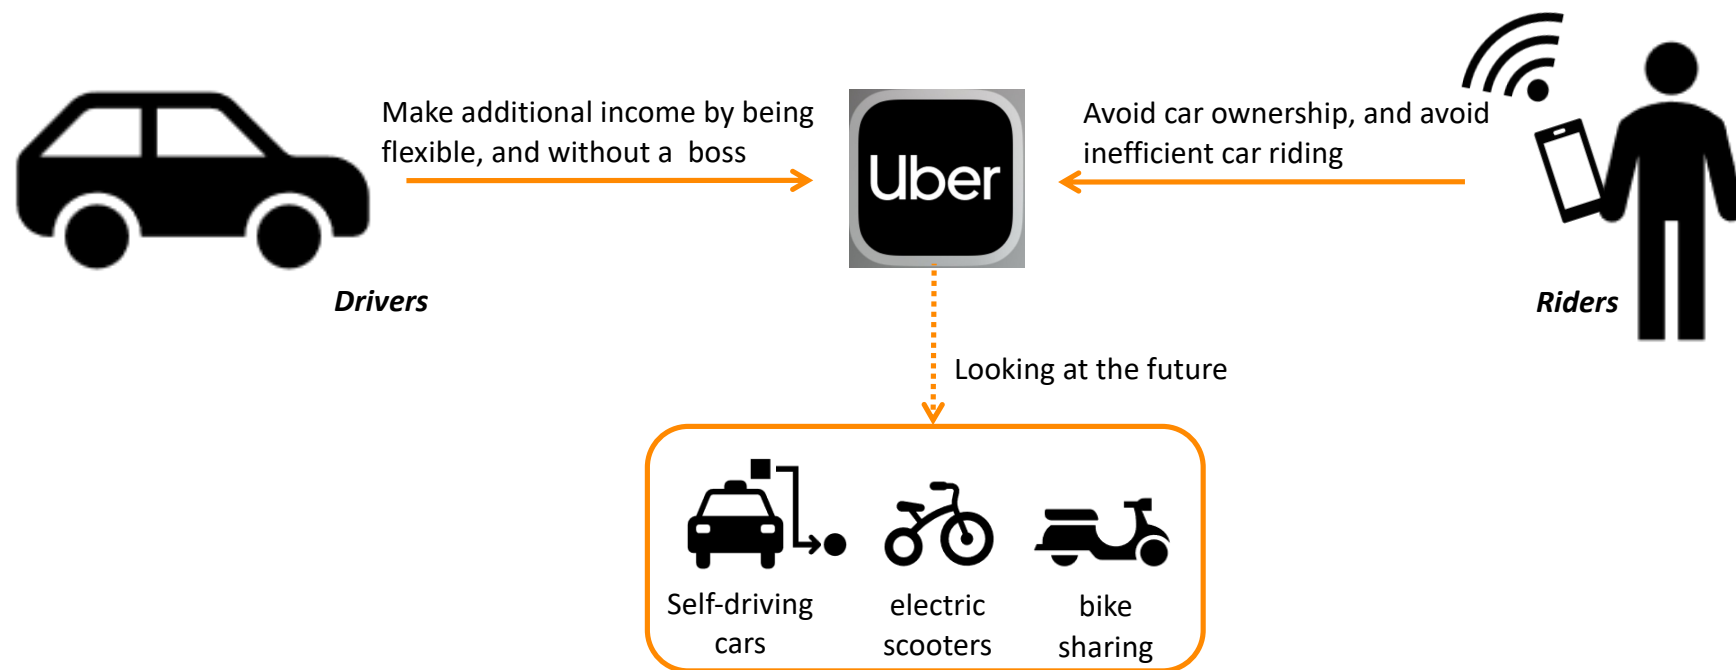 Make additional income by being
flexible, and without a  boss
Uber
Avoid car ownership, and avoid
inefficient car riding
Drivers
Riders
Looking at the future
Self-driving
cars
electric
scooters
bike
sharing